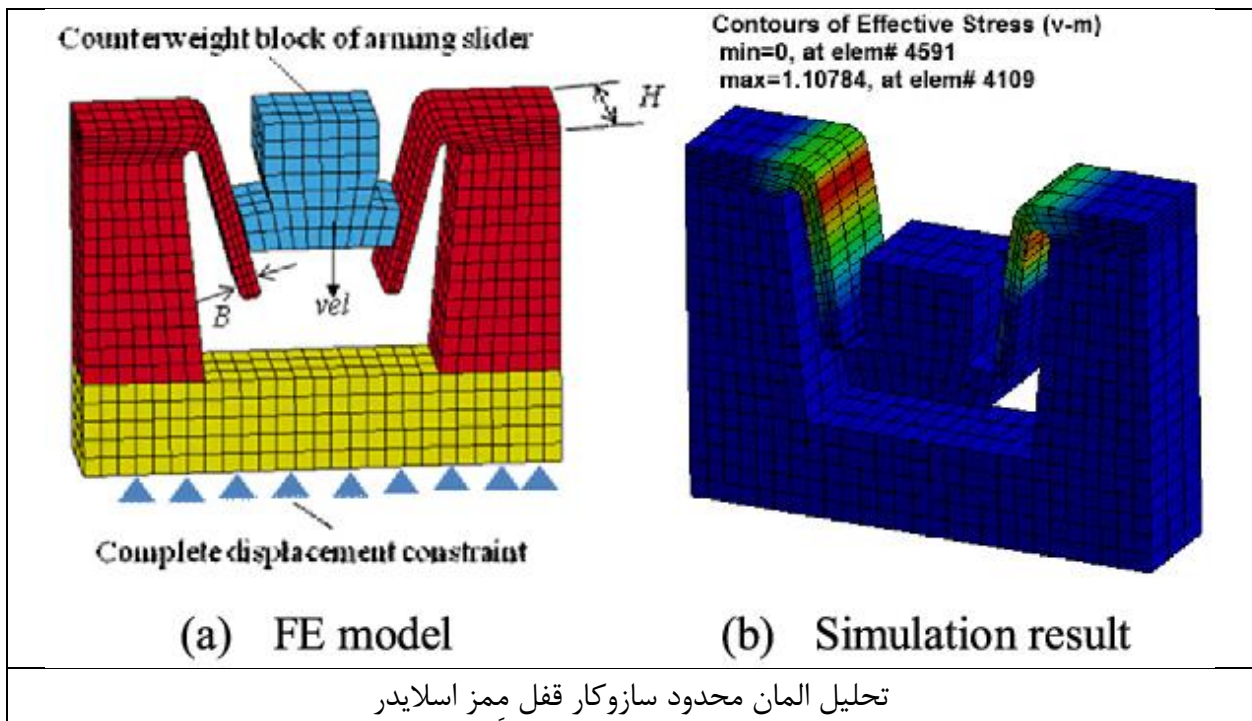 Counterweight block of arming slider
H
B
vel
Complete displacement constraint
(a) FE model
Contours of Effective Stress (v-m)
min=0, at elem# 4591
max=1.10784, at elem# 4109
(b) Simulation result
تحلیل المان محدود سازوکار قفل مِمز اسلایدر